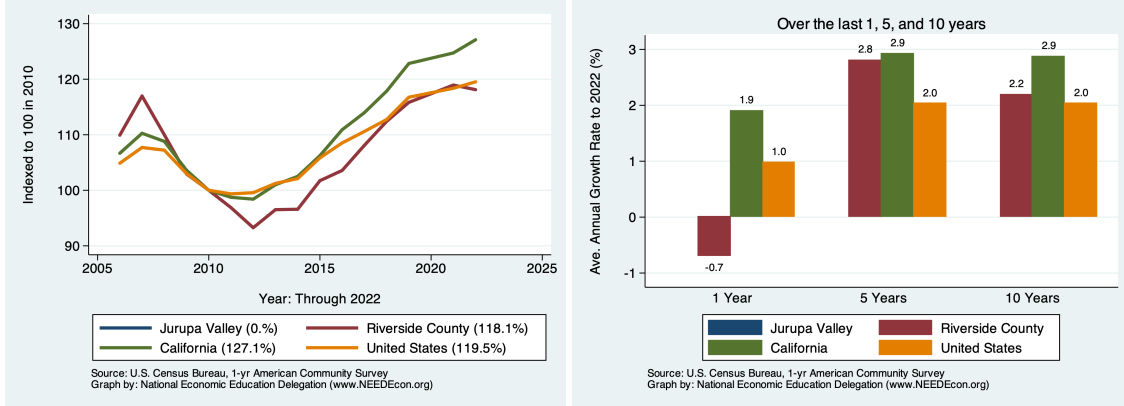 130
120
110
100
90
Indexed to 100 in 2010
2005
2010
2015
2020
2025
Year: Through 2022
Jurupa Valley (0.%)
Riverside County (118.1%)
California (127.1%)
United States (119.5%)
Source: U.S. Census Bureau, 1-yr American Community Survey
Graph by: National Economic Education Delegation (www.NEEDEcon.org)
Over the last 1, 5, and 10 years
3
2
1
0
-1
Ave. Annual Growth Rate to 2022 (%)
-0.7
1.9
1.0
2.8
2.9
2.0
2.2
2.9
2.0
1 Year
5 Years
10 Years
Jurupa Valley
Riverside County
California
United States
Source: U.S. Census Bureau, 1-yr American Community Survey
Graph by: National Economic Education Delegation (www.NEEDEcon.org)